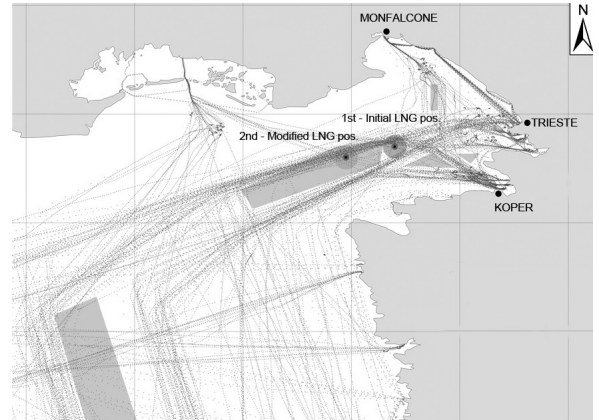 MONFALCONE
N
1st - Initial LNG pos.
TRIESTE
2nd - Modified LNG pos.
KOPER